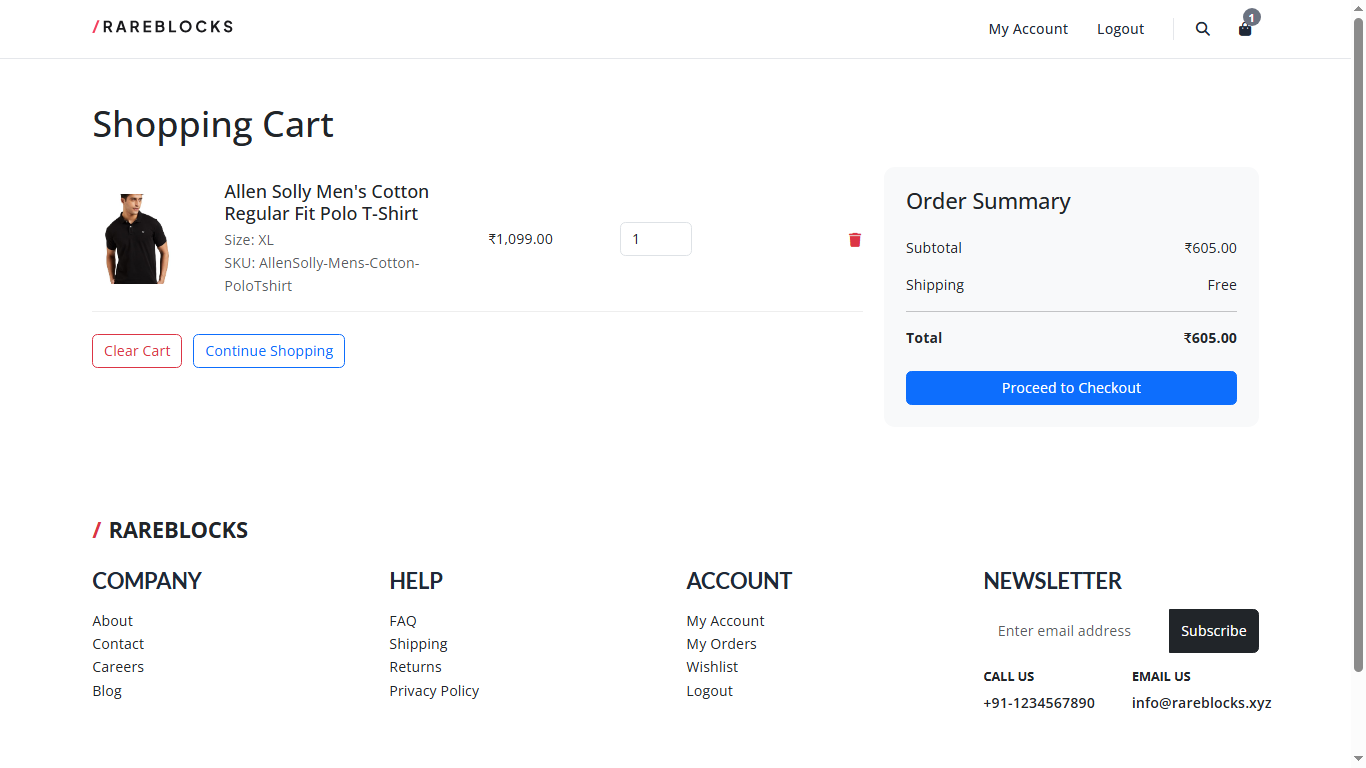 /RAREBLOCKS
My Account
Logout
1
Shopping Cart
Allen Solly Men's Cotton
Regular Fit Polo T-Shirt
Size: XL
SKU: AllenSolly-Mens-Cotton-
PoloTshirt
₹1,099.00
1
Clear Cart
Continue Shopping
Order Summary
Subtotal ₹605.00
Shipping Free
Total ₹605.00
Proceed to Checkout
/ RAREBLOCKS
COMPANY
About
Contact
Careers
Blog
HELP
FAQ
Shipping
Returns
Privacy Policy
ACCOUNT
My Account
My Orders
Wishlist
Logout
NEWSLETTER
Enter email address
Subscribe
CALL US
+91-1234567890
EMAIL US
info@rareblocks.xyz